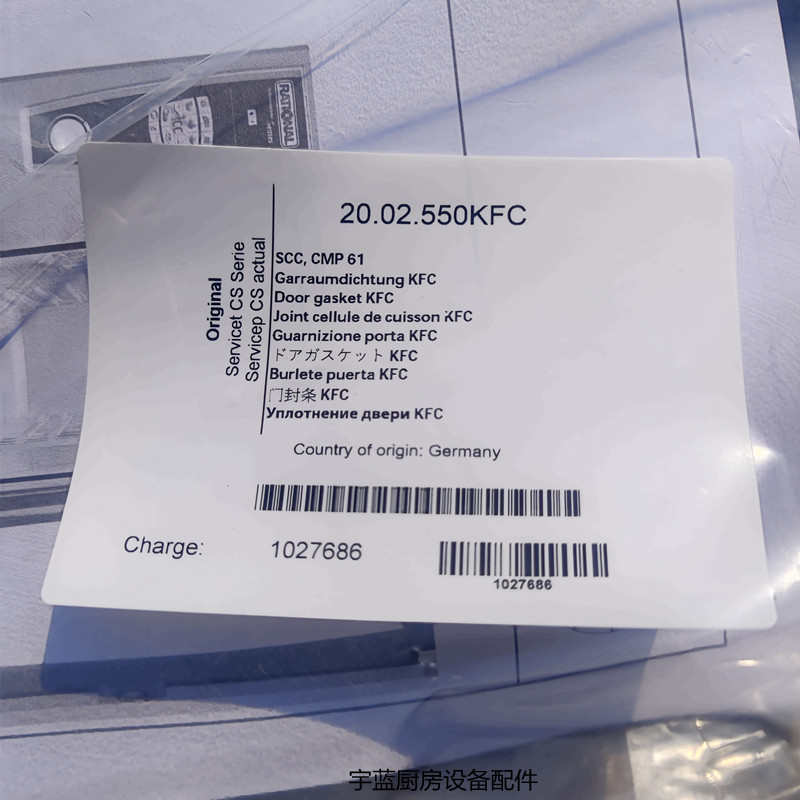 RATIONAL
20.02.550KFC
Original
Servicet CS Serie
Servicep CS actual
SCC, CMP 61
Garraumdichtung KFC
Door gasket KFC
Joint cellule de cuisson KFC
Guarnizione porta KFC
ドアガスケット KFC
Burlete puerta KFC
门封条 KFC
Уплотнение двери KFC
Country of origin: Germany
Charge: 1027686
1027686
宇蓝厨房设备配件